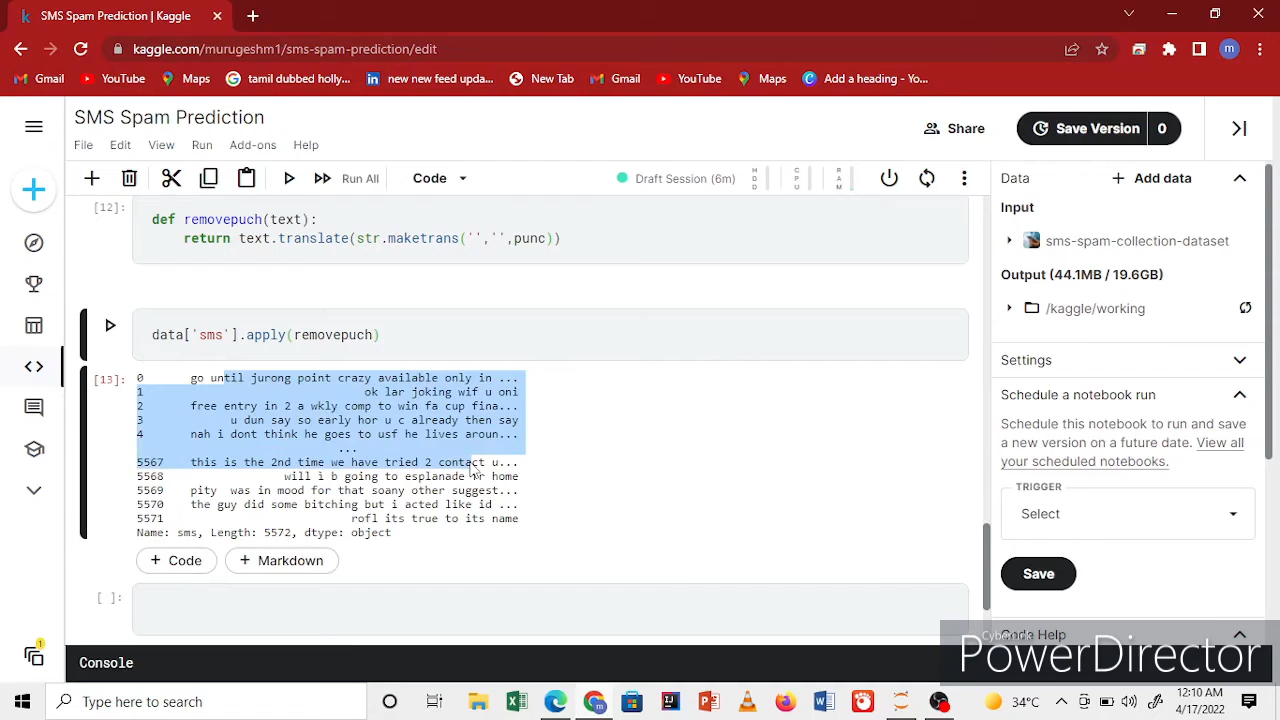 SMS Spam Prediction | Kaggle
kaggle.com/murugeshm1/sms-spam-prediction/edit
m
Gmail
YouTube
Maps
tamil dubbed holly...
new new feed upda...
New Tab
Gmail
YouTube
Maps
Add a heading - Yo...
SMS Spam Prediction
File Edit View Run Add-ons Help
Share
Save Version 0
Run All
Code
Draft Session (6m)
HDD
CPU
RAM
[12]:
def removepuch(text):
return text.translate(str.maketrans('','',punc))
data['sms'].apply(removepuch)
[13]:
0 go until jurong point crazy available only in ...
1 ok lar joking wif u oni
2 free entry in 2 a wkly comp to win fa cup fina...
3 u dun say so early hor u c already then say
4 nah i dont think he goes to usf he lives aroun...
...
5567 this is the 2nd time we have tried 2 contact u...
5568 will ì b going to esplanade fr home
5569 pity was in mood for that soany other suggest...
5570 the guy did some bitching but i acted like id ...
5571 rofl its true to its name
Name: sms, Length: 5572, dtype: object
+ Code + Markdown
[ ]:
Console
Data
+ Add data
Input
sms-spam-collection-dataset
Output (44.1MB / 19.6GB)
/kaggle/working
Settings
Schedule a notebook run
Schedule this notebook to run and save
a new version on a future date. View all
your scheduled notebooks.
TRIGGER
Select
Save
Code Help
CyberLink
PowerDirector
1
Type here to search
34°C
12:10 AM
4/17/2022